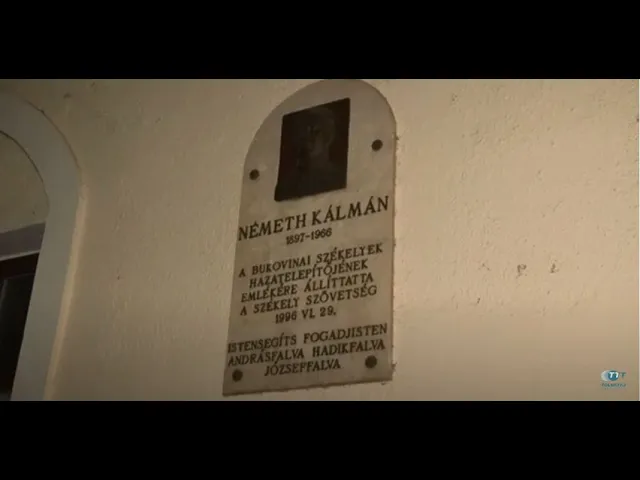 NÉMETH KÁLMÁN
1897-1966
A BUKOVINAI SZÉKELYEK
HAZATELEPÍTŐJÉNEK
EMLÉKÉRE ÁLLÍTTATTA
A SZÉKELY SZÖVETSÉG
1996 VI. 29.
ISTENSEGÍTS FOGADJISTEN
ANDRÁSFALVA HADIKFALVA
JÓZSEFFALVA